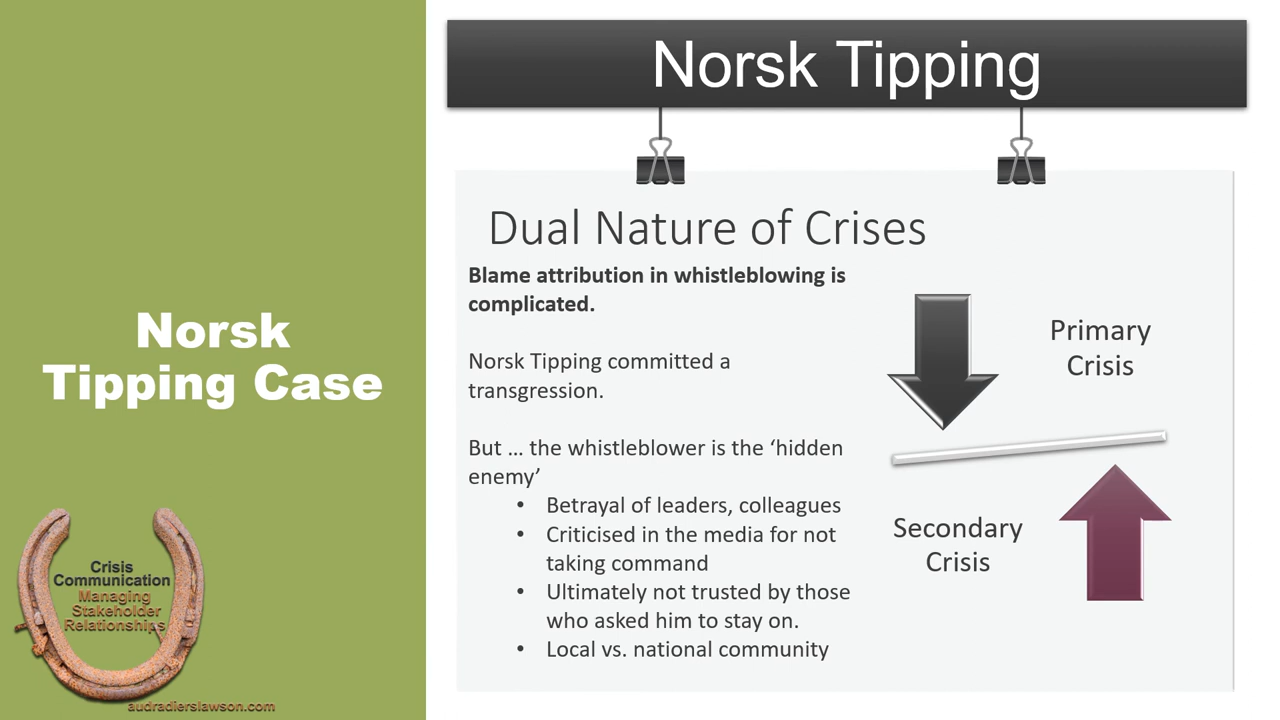 Norsk Tipping
Norsk
Tipping Case
Dual Nature of Crises
Blame attribution in whistleblowing is
complicated.
Norsk Tipping committed a
transgression.
But … the whistleblower is the ‘hidden
enemy’
• Betrayal of leaders, colleagues
• Criticised in the media for not
taking command
• Ultimately not trusted by those
who asked him to stay on.
• Local vs. national community
Primary
Crisis
Secondary
Crisis
Crisis
Communication
Managing
Stakeholder
Relationships
audradierslawson.com